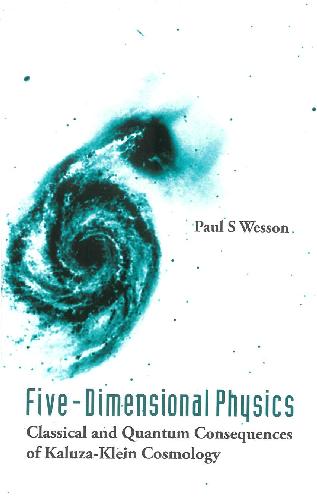 Paul S Wesson
Five-Dimensional Physics
Classical and Quantum Consequences
of Kaluza-Klein Cosmology